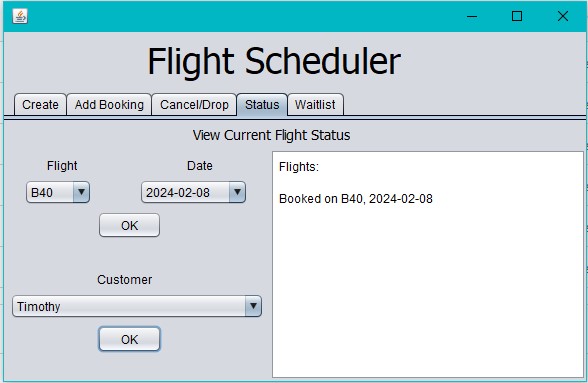 Flight Scheduler
Create Add Booking Cancel/Drop Status Waitlist
View Current Flight Status
Flight Date
B40 2024-02-08
OK
Customer
Timothy
OK
Flights:
Booked on B40, 2024-02-08